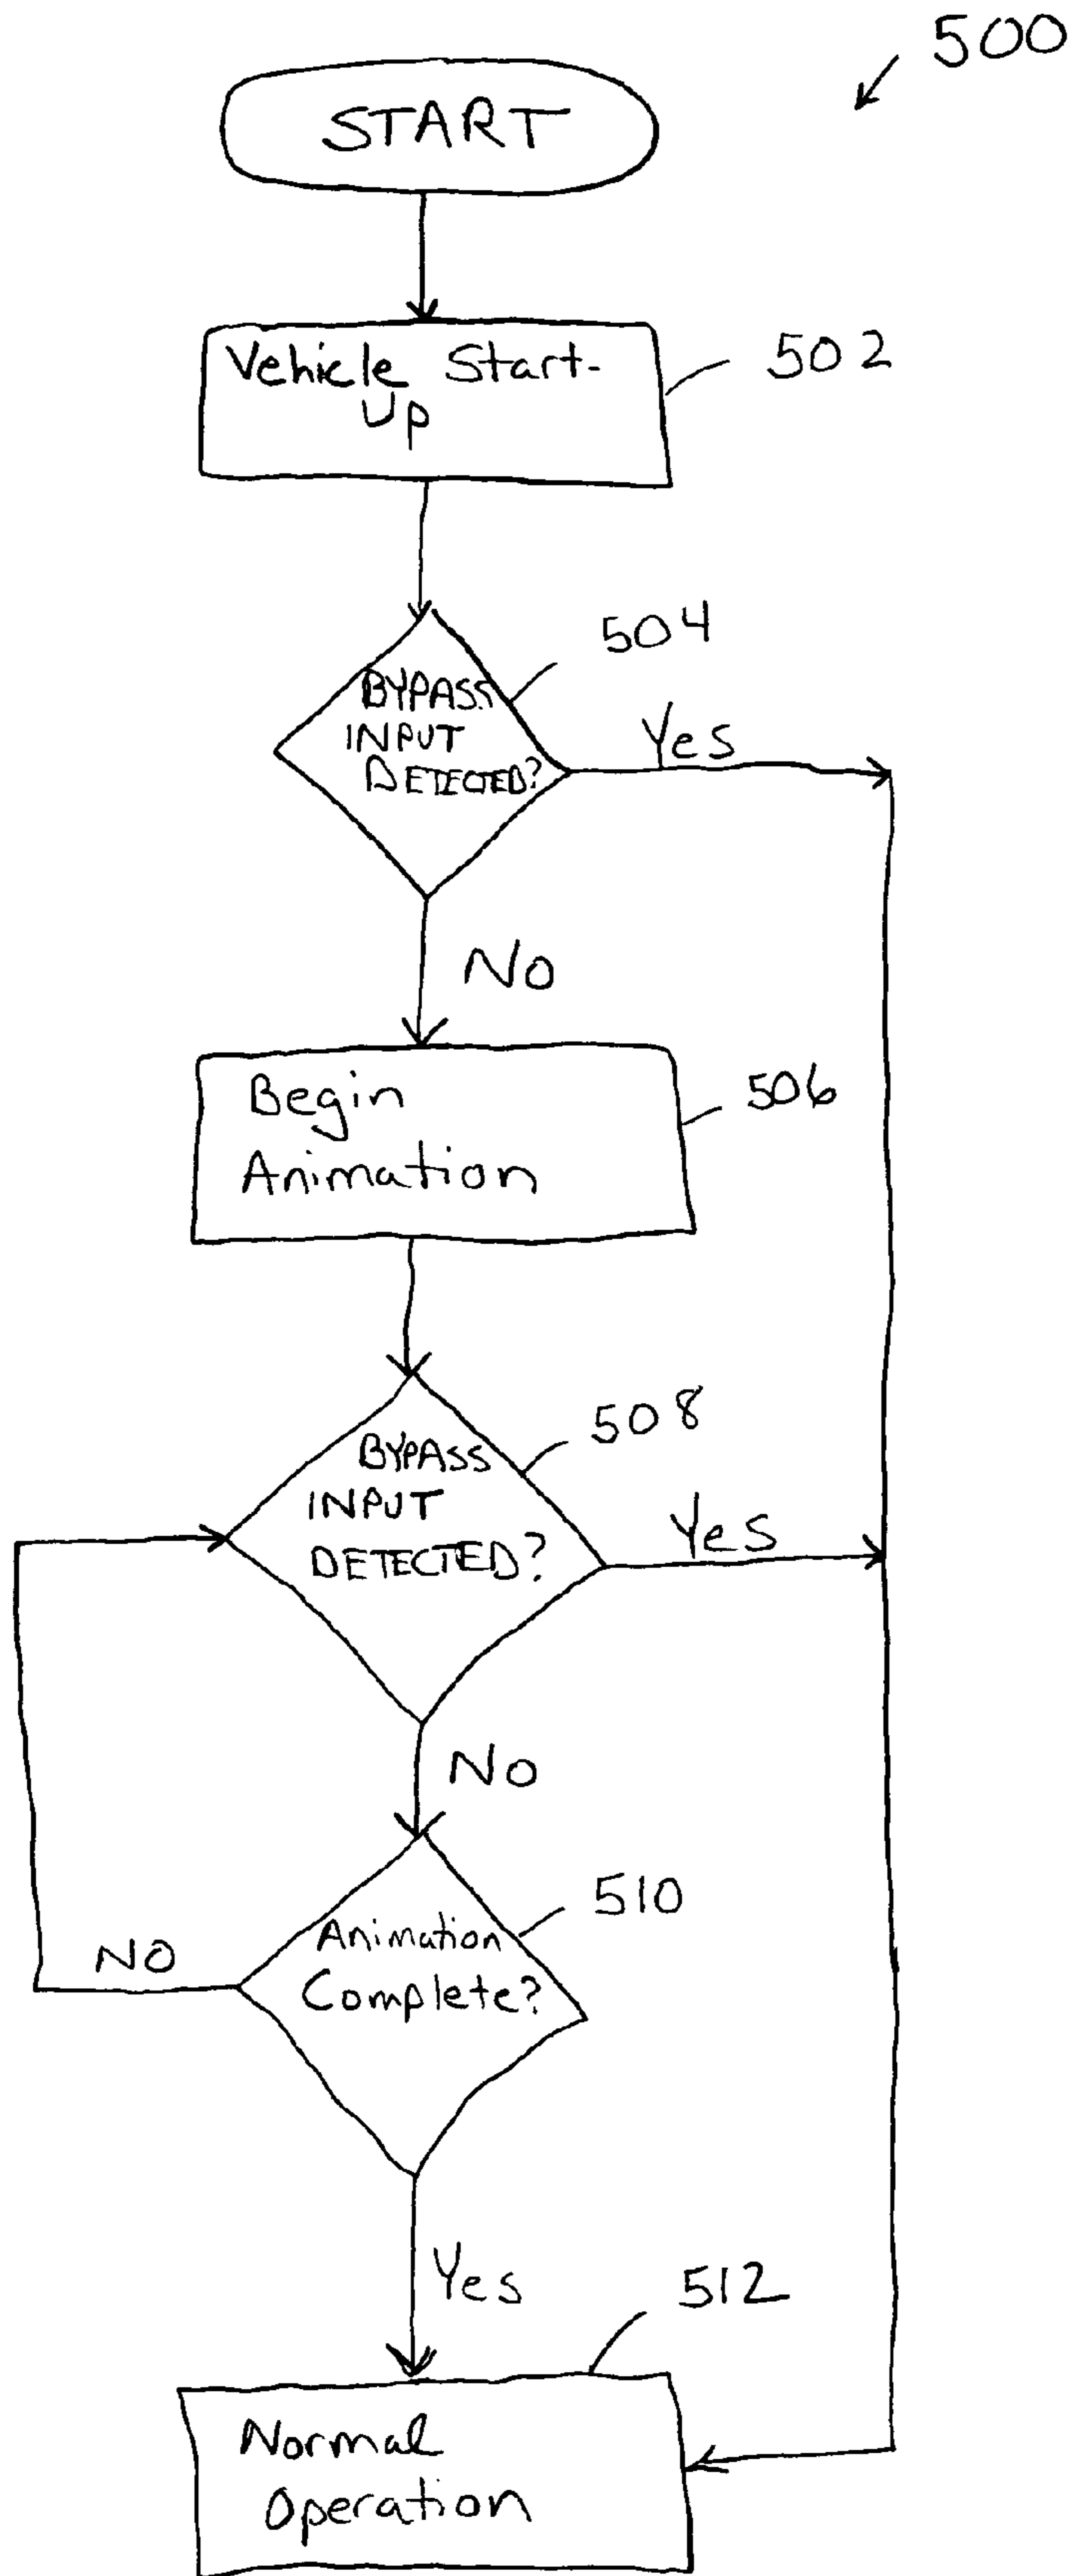 500
START
Vehicle Start-
Up
502
504
BYPASS
INPUT
DETECTED?
Yes
No
Begin
Animation
506
508
BYPASS
INPUT
DETECTED?
Yes
No
510
Animation
Complete?
NO
Yes
512
Normal
Operation